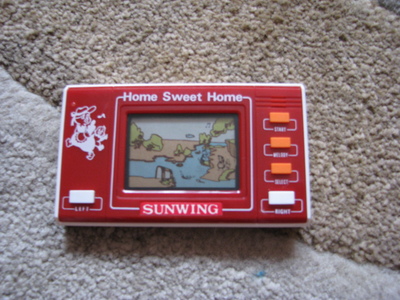 Home Sweet Home
START
MELODY
SELECT
LEFT
RIGHT
SUNWING